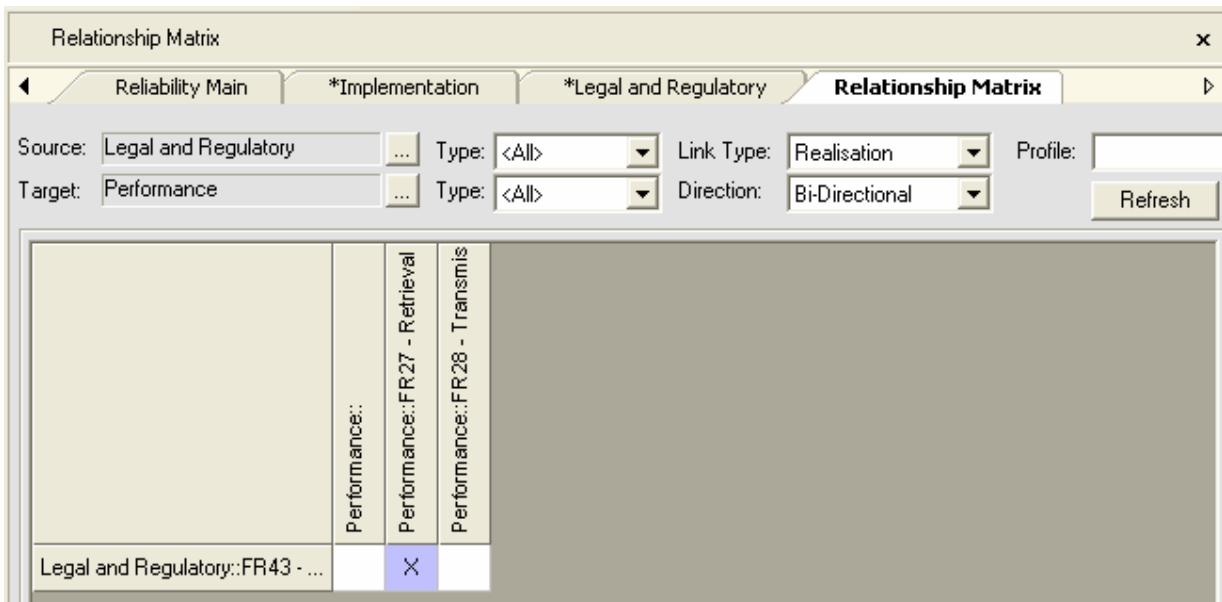 Relationship Matrix x
Reliability Main *Implementation *Legal and Regulatory Relationship Matrix
Source: Legal and Regulatory ... Type: <All> Link Type: Realisation Profile:
Target: Performance ... Type: <All> Direction: Bi-Directional Refresh
Performance::
Performance::FR27 - Retrieval
Performance::FR28 - Transmis
Legal and Regulatory::FR43 - ... X